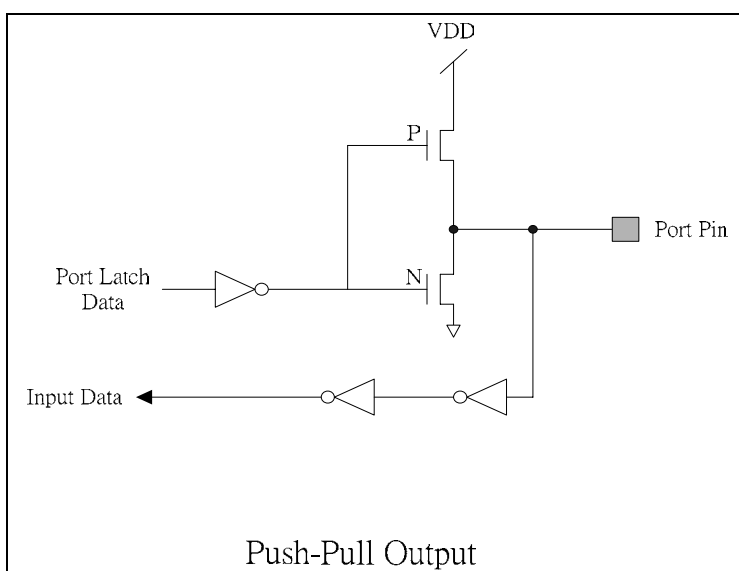 VDD
P
Port Pin
N
Port Latch
Data
Input Data
Push-Pull Output